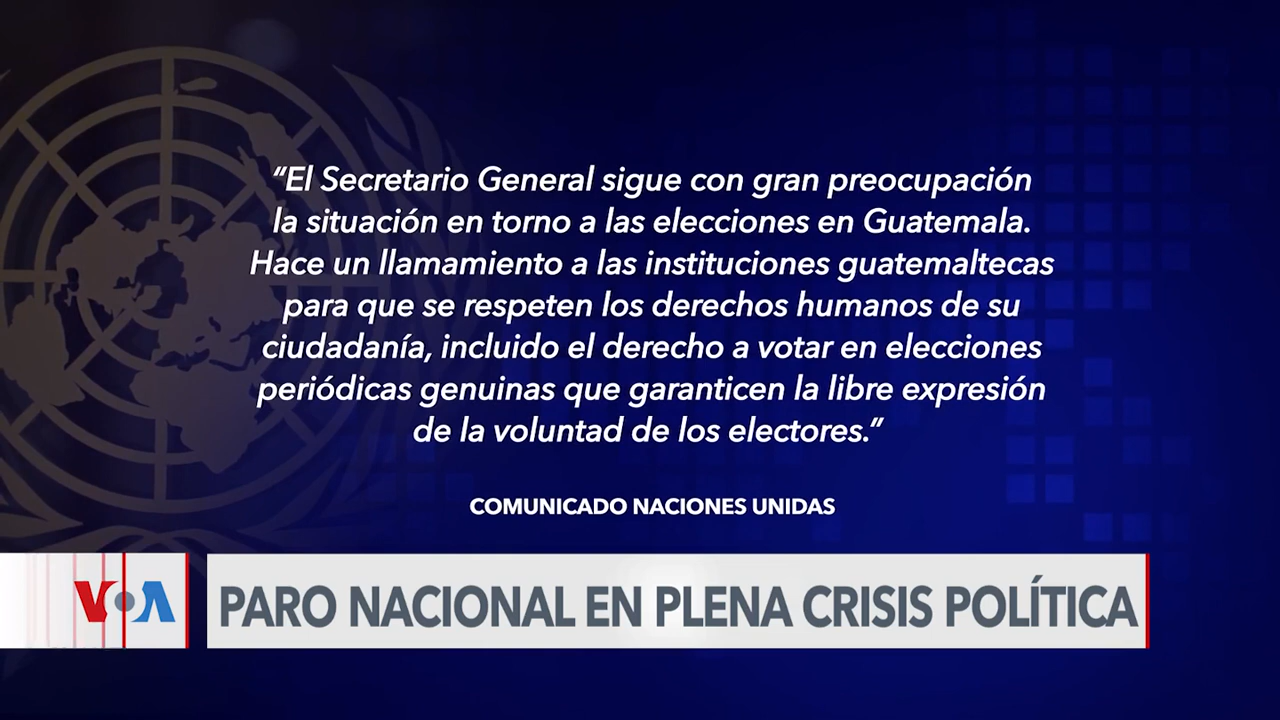 “El Secretario General sigue con gran preocupación
la situación en torno a las elecciones en Guatemala.
Hace un llamamiento a las instituciones guatemaltecas
para que se respeten los derechos humanos de su
ciudadanía, incluido el derecho a votar en elecciones
periódicas genuinas que garanticen la libre expresión
de la voluntad de los electores.”
COMUNICADO NACIONES UNIDAS
VOA
PARO NACIONAL EN PLENA CRISIS POLÍTICA